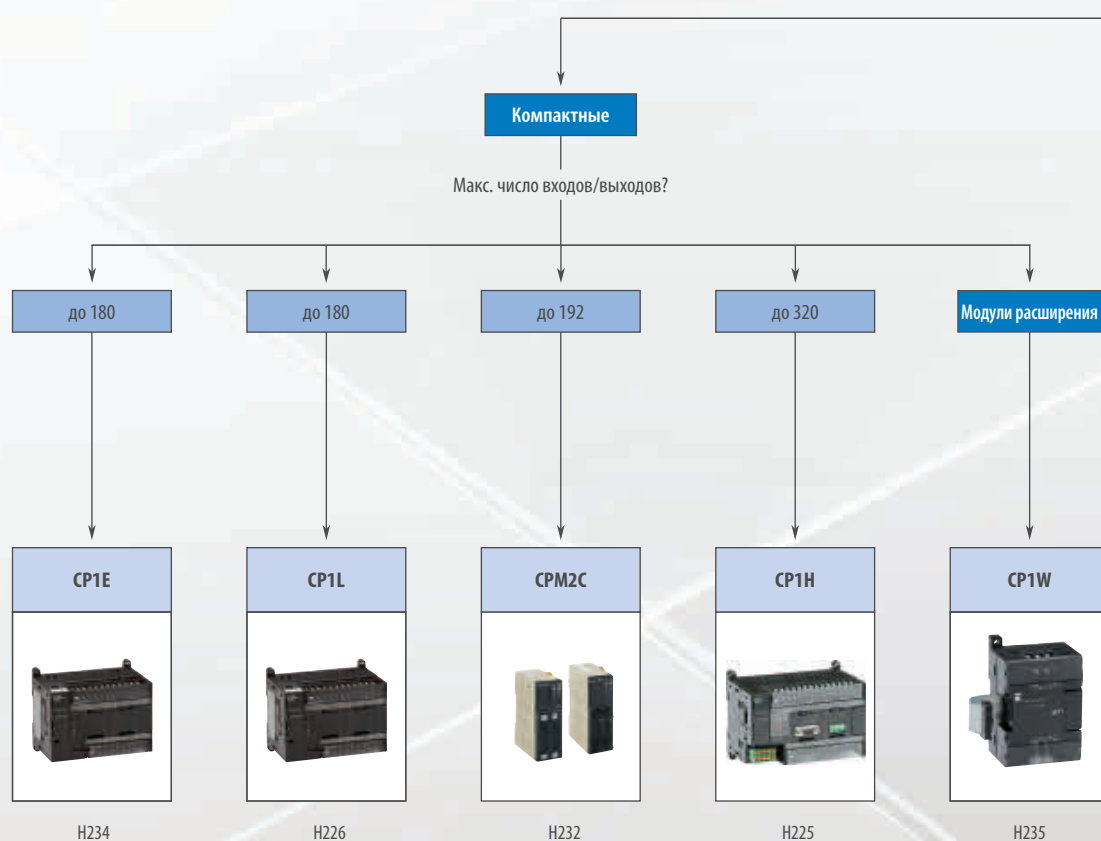 Компактные
Макс. число входов/выходов?
до 180
до 180
до 192
до 320
Модули расширения
CP1E
CP1L
CPM2C
CP1H
CP1W
H234
H226
H232
H225
H235